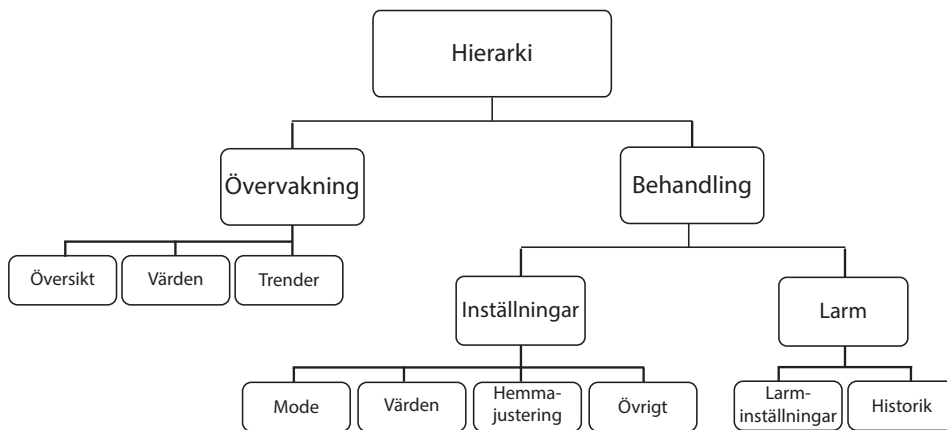 Hierarki
Övervakning
Behandling
Översikt
Värden
Trender
Inställningar
Larm
Mode
Värden
Hemma-
justering
Övrigt
Larm-
inställningar
Historik